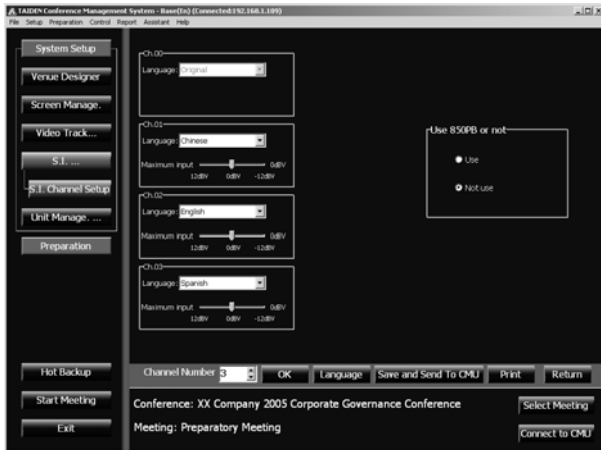 TAIDEN Conference Management System - Base(En) (Connected:192.168.1.109)
File Setup Preparation Control Report Assistant Help
System Setup
Venue Designer
Screen Manage.
Video Track...
S.I. ...
S.I. Channel Setup
Unit Manage. ...
Preparation
Hot Backup
Start Meeting
Exit
Ch.00
Language: Original
Ch.01
Language: Chinese
Maximum input 0dBV
12dBV 0dBV -12dBV
Ch.02
Language: English
Maximum input 0dBV
12dBV 0dBV -12dBV
Ch.03
Language: Spanish
Maximum input 0dBV
12dBV 0dBV -12dBV
Use 850PB or not
Use
Not use
Channel Number 3 OK Language Save and Send To CMU Print Return
Conference: XX Company 2005 Corporate Governance Conference
Meeting: Preparatory Meeting
Select Meeting
Connect to CMU